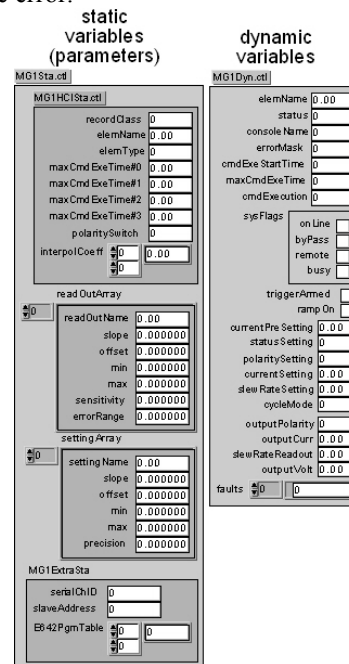 e error.
static
variables
(parameters)
MG1Sta.ctl
MG1HCISta.ctl
recordClass 0
elemName 0.00
elemType 0
maxCmdExeTime#0 0.00
maxCmdExeTime#1 0.00
maxCmdExeTime#2 0.00
maxCmdExeTime#3 0.00
polaritySwitch 0
interpolCoeff 0 0.00
0
readOutArray
0
readOutName 0.00
slope 0.000000
offset 0.000000
min 0.000000
max 0.000000
sensitivity 0.000000
errorRange 0.000000
settingArray
0
settingName 0.00
slope 0.000000
offset 0.000000
min 0.000000
max 0.000000
precision 0.000000
MG1ExtraSta
serialChID 0
slaveAddress 0
E642PgmTable 0 0
0
dynamic
variables
MG1Dyn.ctl
elemName 0.00
status 0
consoleName 0
errorMask 0
cmdExeStartTime 0
maxCmdExeTime 0
cmdExecution 0
sysFlags
onLine
byPass
remote
busy
triggerArmed
rampOn
currentPreSetting 0.00
statusSetting 0
polaritySetting 0
currentSetting 0.00
slewRateSetting 0.00
cycleMode 0
outputPolarity 0
outputCurr 0.00
slewRateReadout 0.00
outputVolt 0.00
faults 0 0